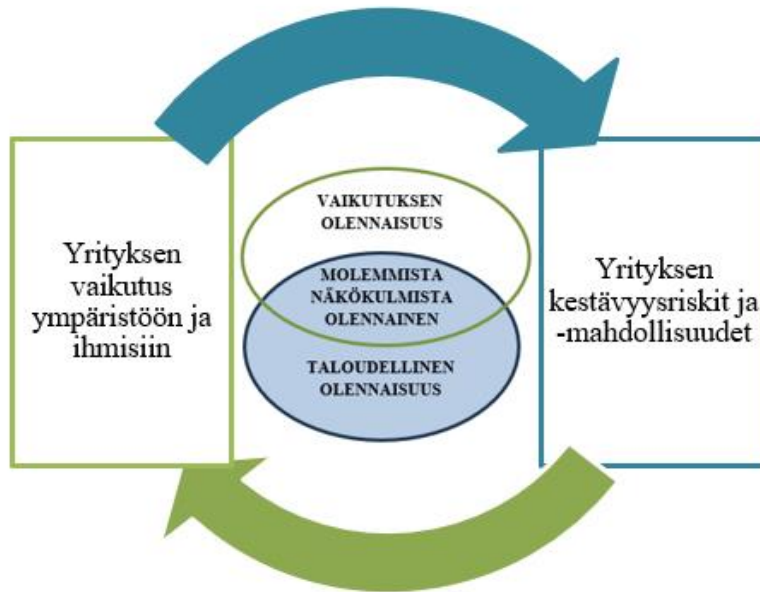 Yrityksen
vaikutus
ympäristöön ja
ihmisiin
VAIKUTUKSEN
OLENNAISUUS
MOLEMMISTA
NÄKÖKULMISTA
OLENNAINEN
TALOUDELLINEN
OLENNAISUUS
Yrityksen
kestävyysriskit ja
-mahdollisuudet